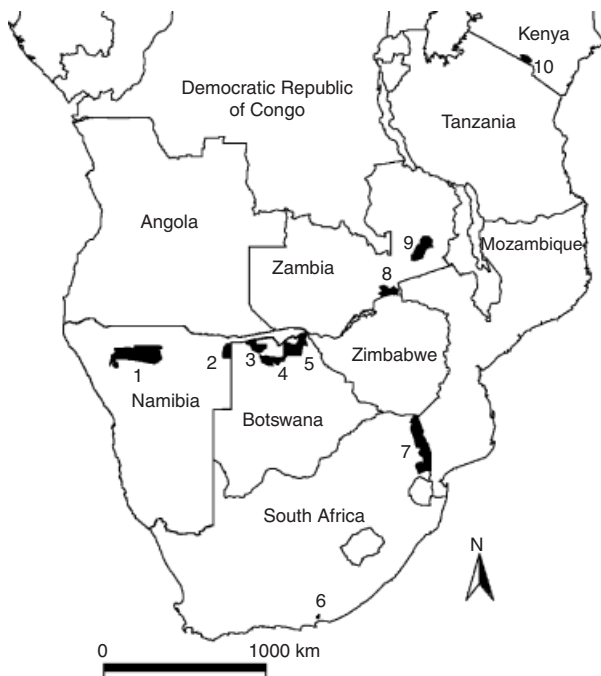 Kenya
10
Democratic Republic
of Congo
Tanzania
Angola
9
Mozambique
Zambia
8
1
2
3
4
5
Zimbabwe
Namibia
Botswana
7
South Africa
N
6
0
1000 km